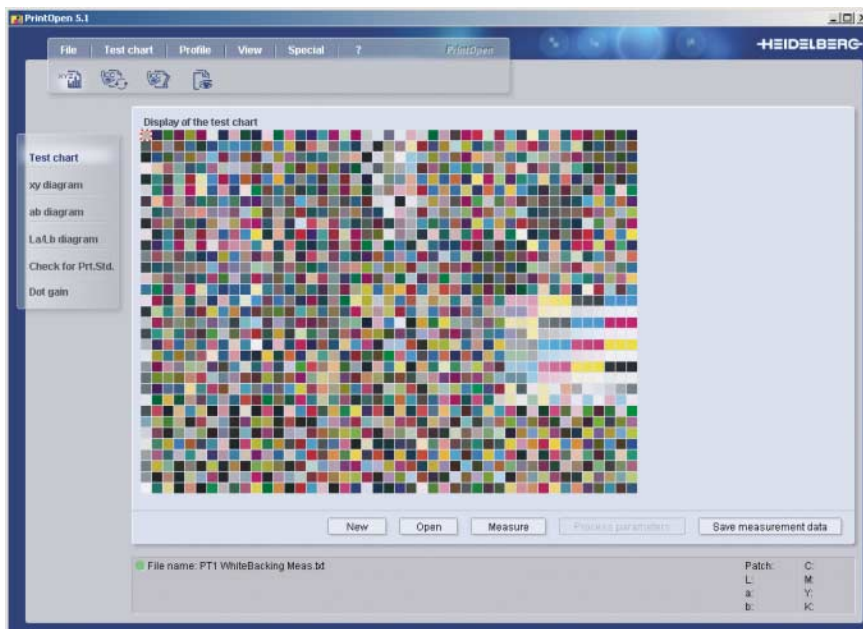 PrintOpen 5.1
File Test chart Profile View Special ? PrintOpen
HEIDELBERG
XYZ
Display of the test chart
Test chart
xy diagram
ab diagram
La/Lb diagram
Check for Prt.Std.
Dot gain
New Open Measure Process parameters Save measurement data
File name: PT1 WhiteBacking Meas.txt
Patch: C:
L: M:
a: Y:
b: K: